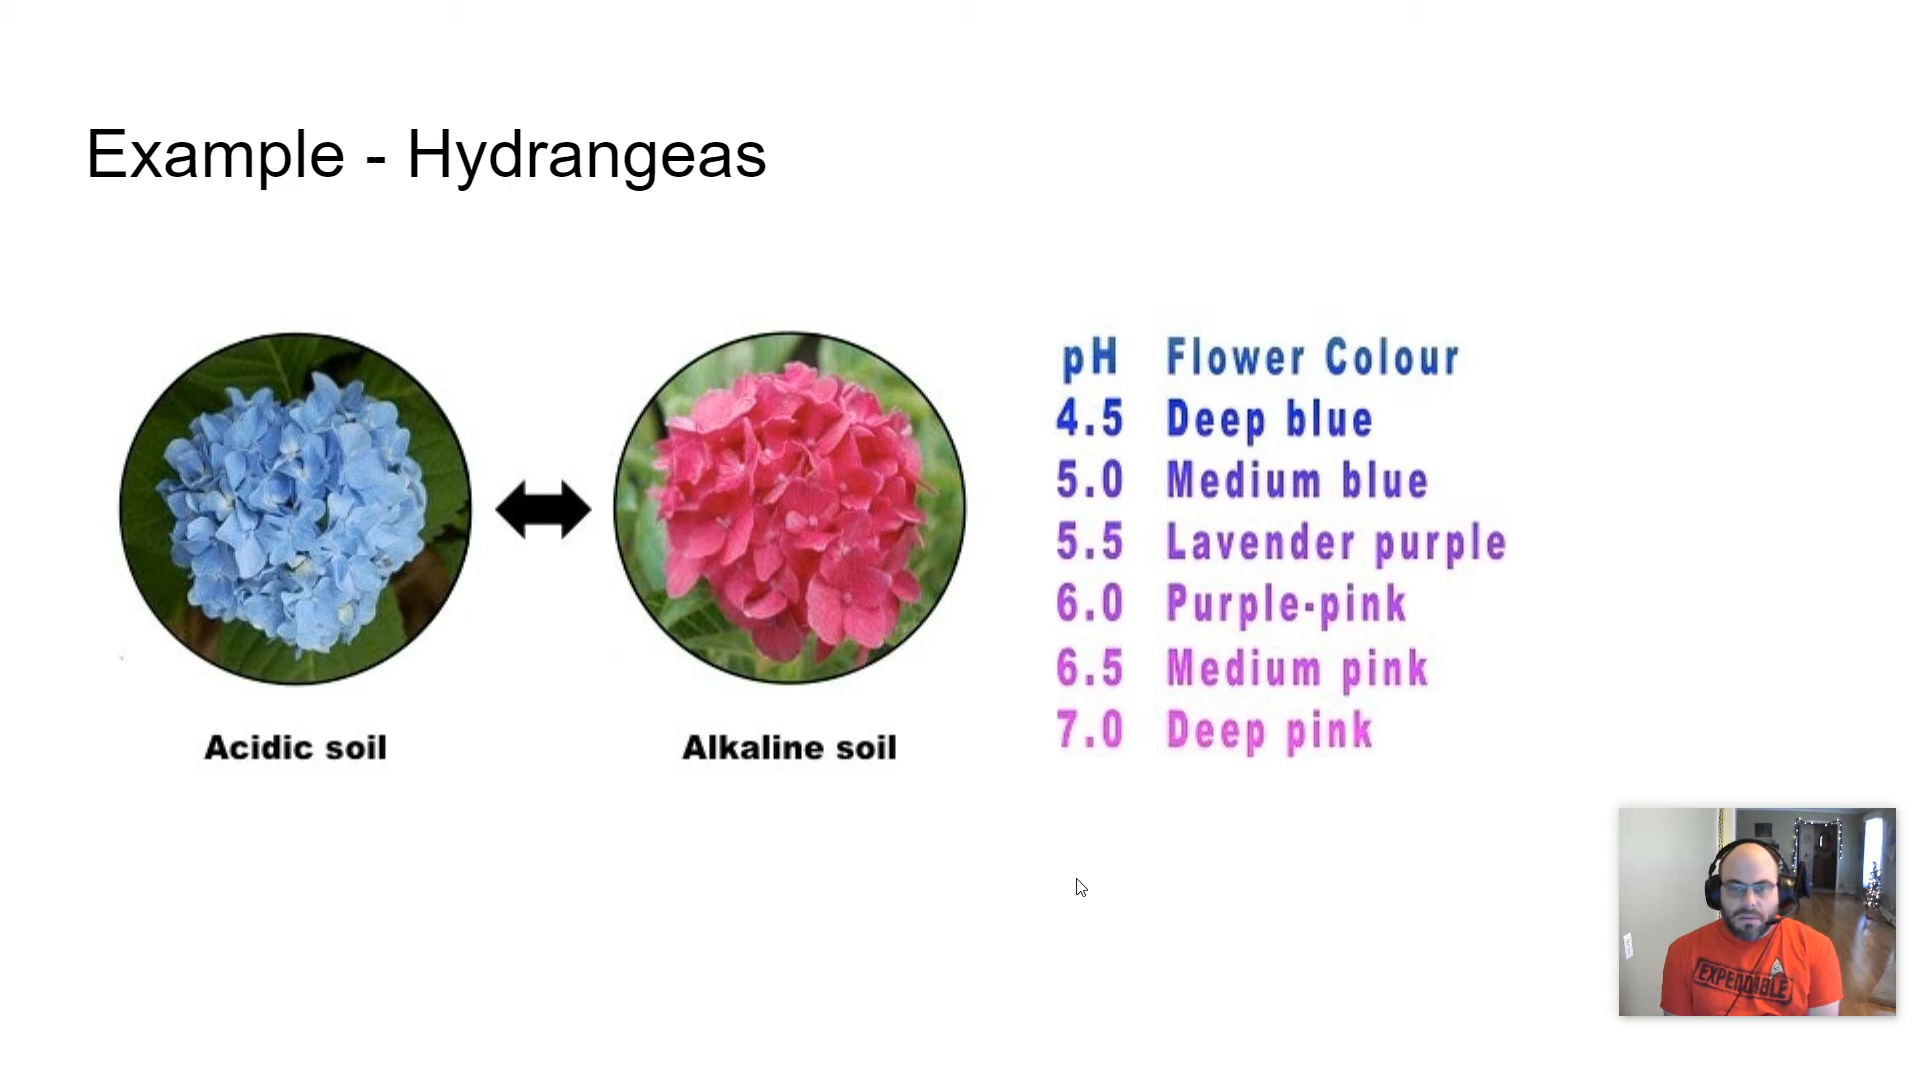 Example - Hydrangeas
Acidic soil
Alkaline soil
pH Flower Colour
4.5 Deep blue
5.0 Medium blue
5.5 Lavender purple
6.0 Purple-pink
6.5 Medium pink
7.0 Deep pink
EXPENDABLE